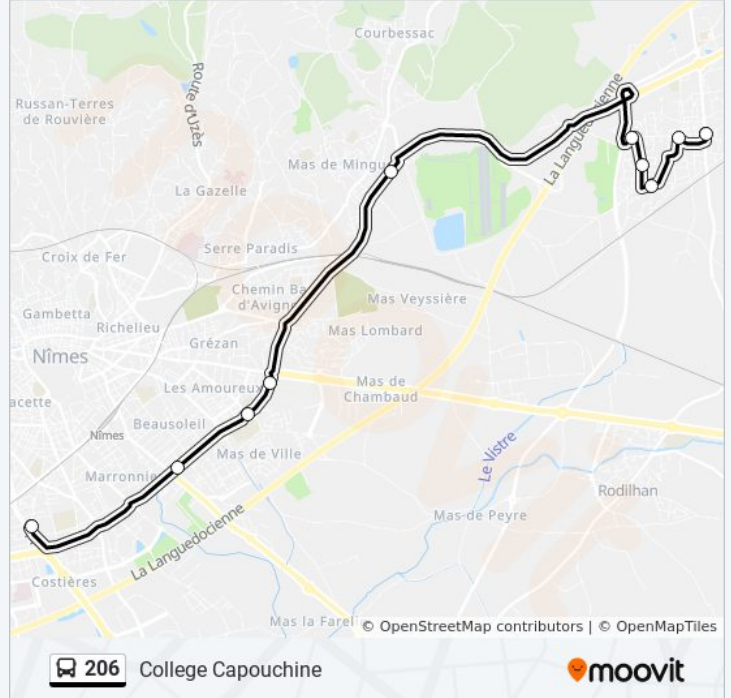 Courbessac
Route d'Uzès
Russan-Terres
de Rouvière
La Languedocienne
Mas de Mingu
La Gazelle
Serre Paradis
Croix de Fer
Chemin Ba
d'Avign
Mas Veyssière
Gambetta
Richelieu
Mas Lombard
Grézan
Nîmes
Les Amoureux
Mas de
Chambaud
acette
Beausoleil
Nîmes
Mas de Ville
Le Vistre
Marronnie
Rodilhan
Mas de Peyre
La Languedocienne
Costières
Mas la Farel
© OpenStreetMap contributors | © OpenMapTiles
206 College Capouchine
moovit